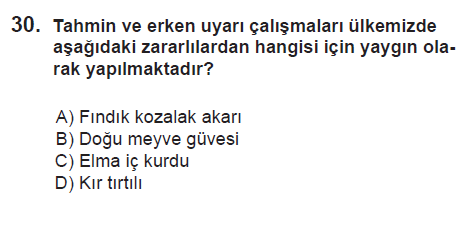 30. Tahmin ve erken uyarı çalışmaları ülkemizde
aşağıdaki zararlılardan hangisi için yaygın ola-
rak yapılmaktadır?
A) Fındık kozalak akarı
B) Doğu meyve güvesi
C) Elma iç kurdu
D) Kır tırtılı